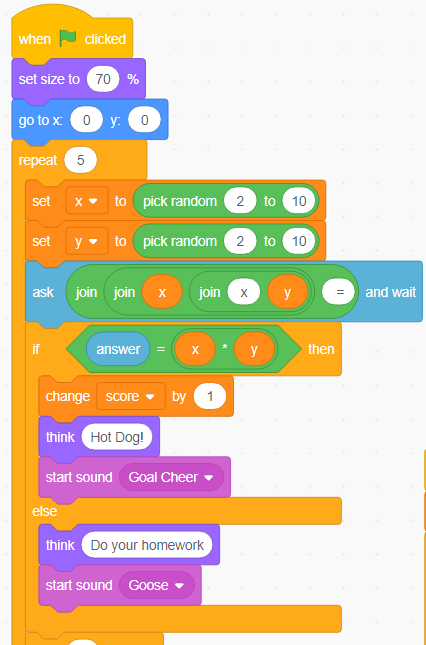 when clicked
set size to 70 %
go to x: 0 y: 0
repeat 5
set x to pick random 2 to 10
set y to pick random 2 to 10
ask join join x join x y = and wait
if answer = x * y then
change score by 1
think Hot Dog!
start sound Goal Cheer
else
think Do your homework
start sound Goose